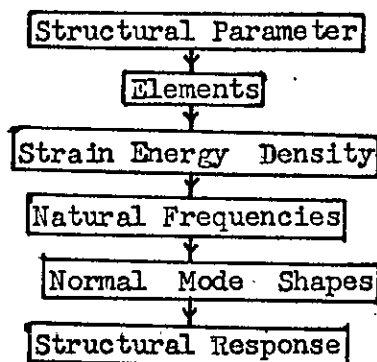 Structural Parameter
Elements
Strain Energy Density
Natural Frequencies
Normal Mode Shapes
Structural Response